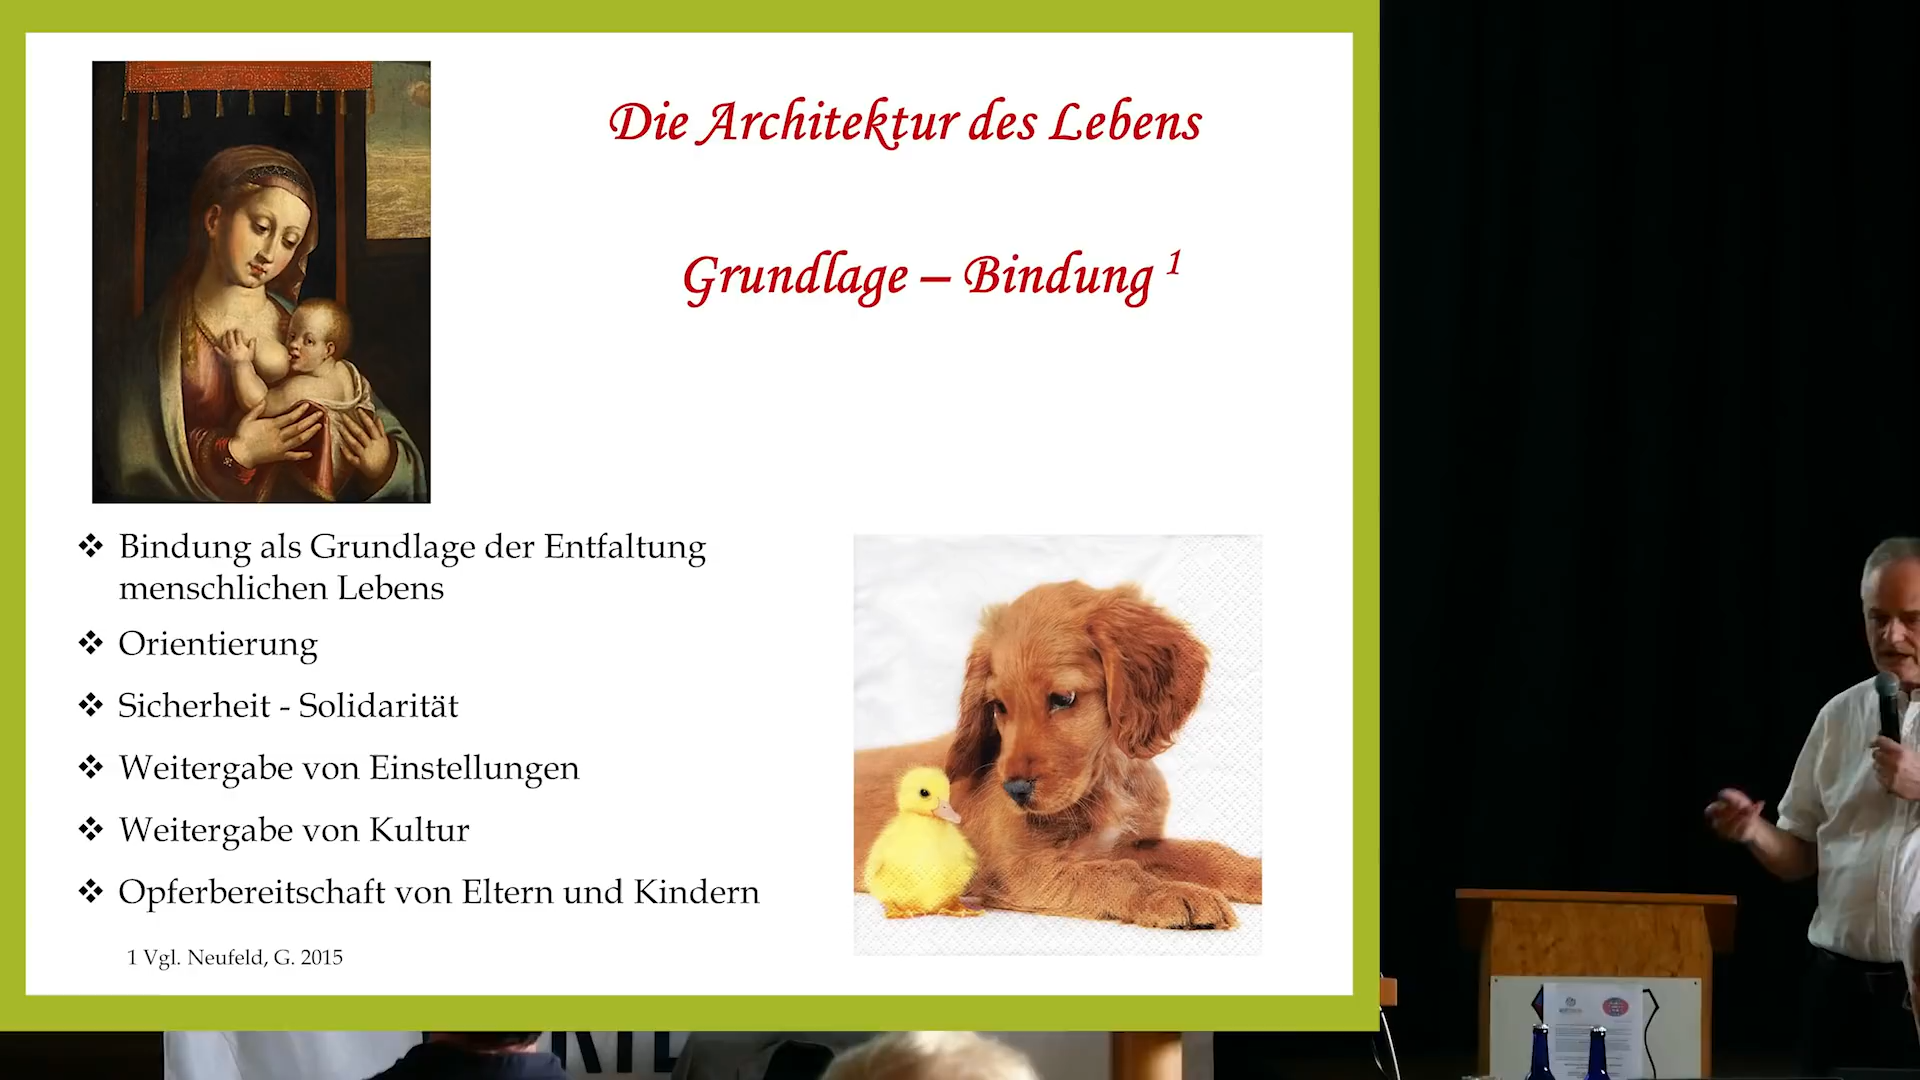 Die Architektur des Lebens
Grundlage – Bindung 1
❖ Bindung als Grundlage der Entfaltung
menschlichen Lebens
❖ Orientierung
❖ Sicherheit - Solidarität
❖ Weitergabe von Einstellungen
❖ Weitergabe von Kultur
❖ Opferbereitschaft von Eltern und Kindern
1 Vgl. Neufeld, G. 2015